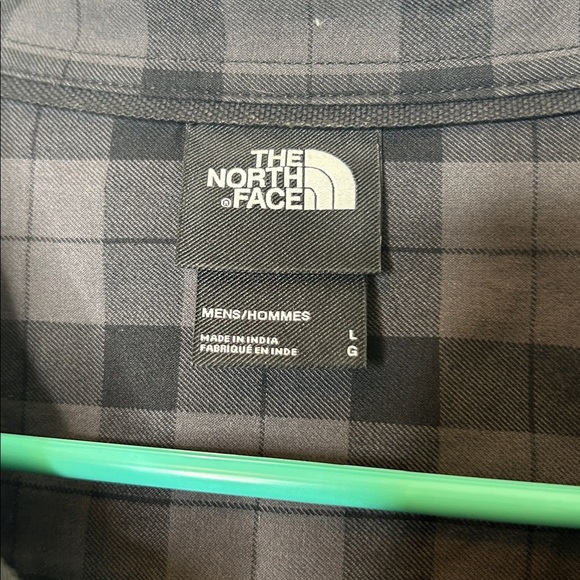 THE
NORTH
® FACE
MENS/HOMMES
L
MADE IN INDIA
G
FABRIQUÉ EN INDE